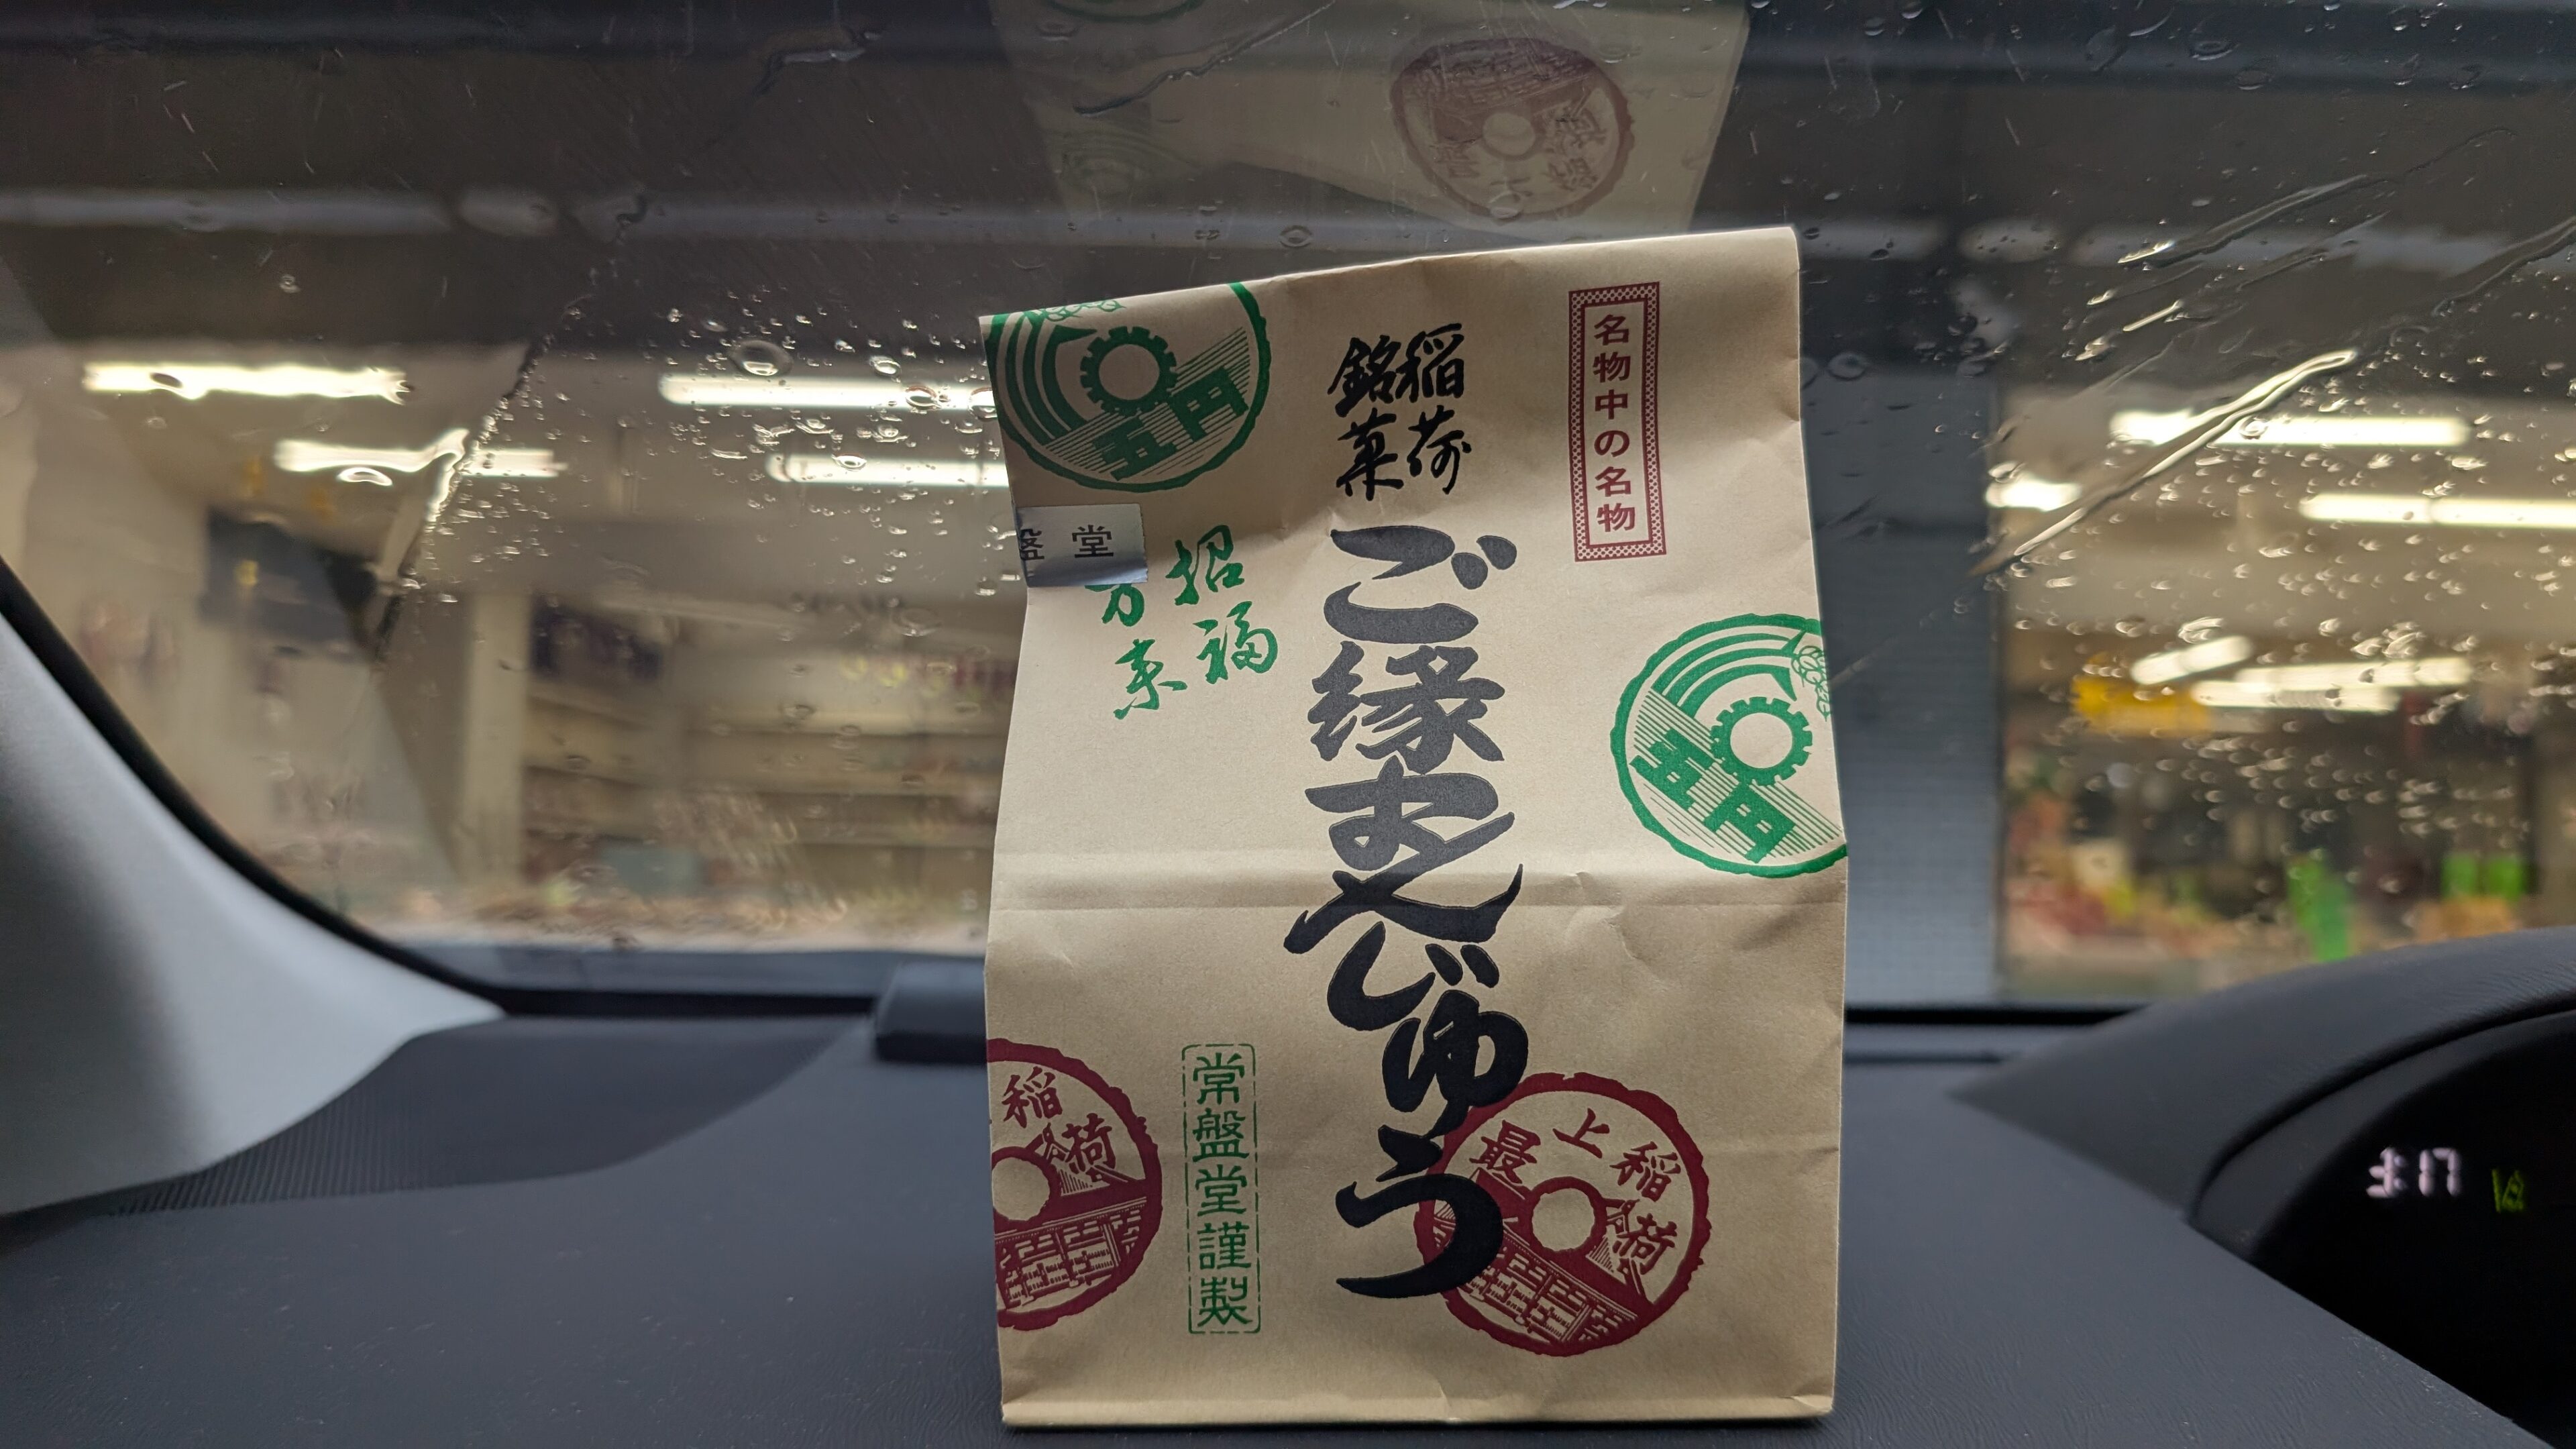 名物中の名物
稲荷
銘菓
ご縁まんじゅう
招福
万来
常盤堂謹製
五円
五円
盤 堂
稲荷
最上稲荷
3:17